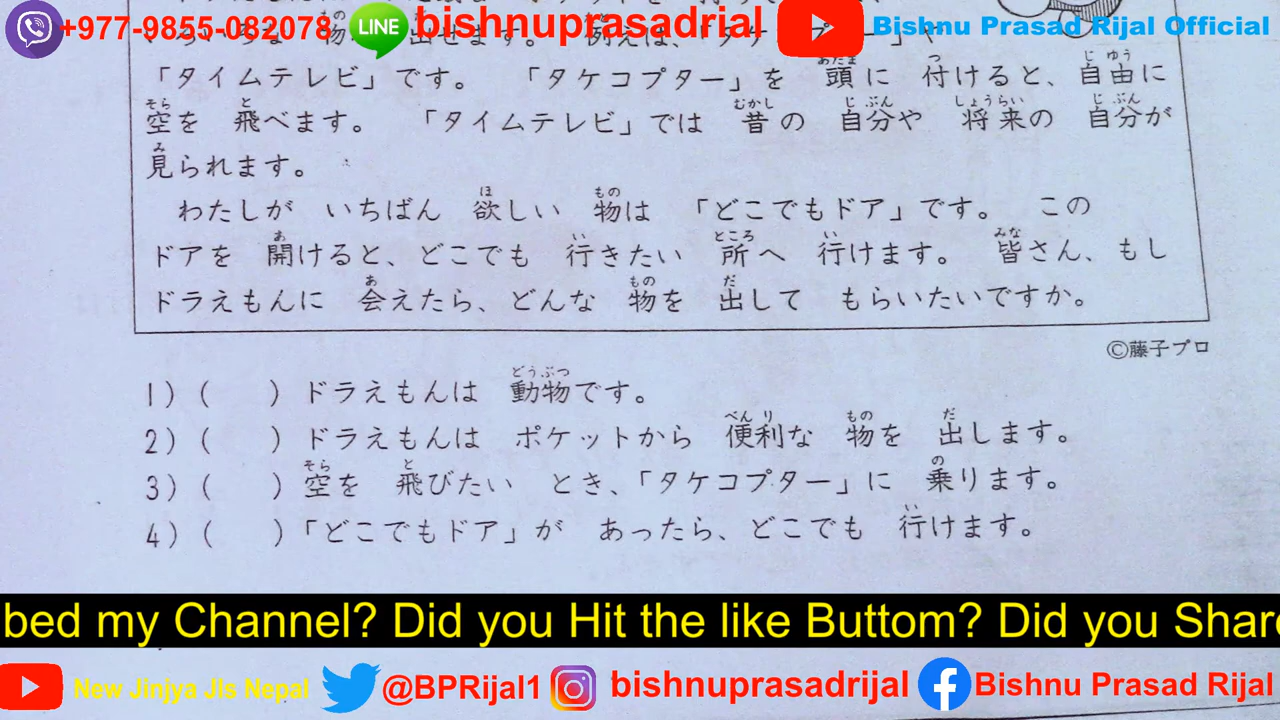 +977-9855-082078
LINE
bishnuprasadrijal
Bishnu Prasad Rijal Official
「タイムテレビ」です。 「タケコプター」を 頭に 付けると、自由に
空を 飛べます。 「タイムテレビ」では 昔の 自分や 将来の 自分が
見られます。
わたしが いちばん 欲しい 物は 「どこでもドア」です。 この
ドアを 開けると、どこでも 行きたい 所へ 行けます。 皆さん、もし
ドラえもんに 会えたら、どんな 物を 出して もらいたいですか。
©藤子プロ
1) ( ) ドラえもんは 動物です。
2) ( ) ドラえもんは ポケットから 便利な 物を 出します。
3) ( ) 空を 飛びたい とき、「タケコプター」に 乗ります。
4) ( ) 「どこでもドア」が あったら、どこでも 行けます。
bed my Channel? Did you Hit the like Buttom? Did you Share
New Jinjya Jls Nepal
@BPRijal1
bishnuprasadrijal
Bishnu Prasad Rijal